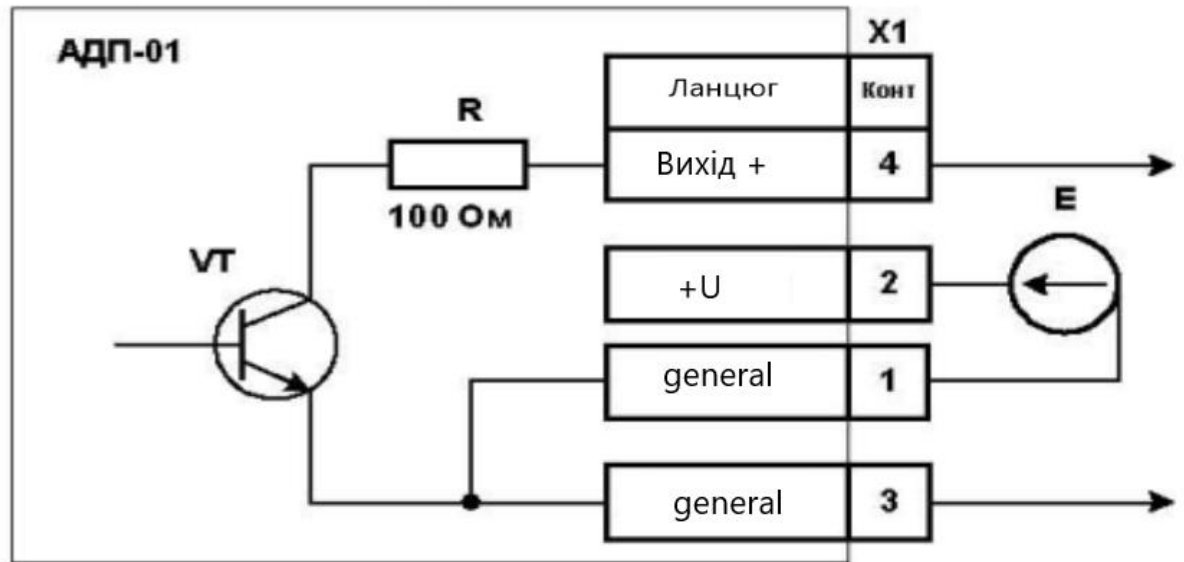 АДП-01
X1
Ланцюг Конт
R
Вихід + 4
100 Ом
E
VT
+U 2
general 1
general 3